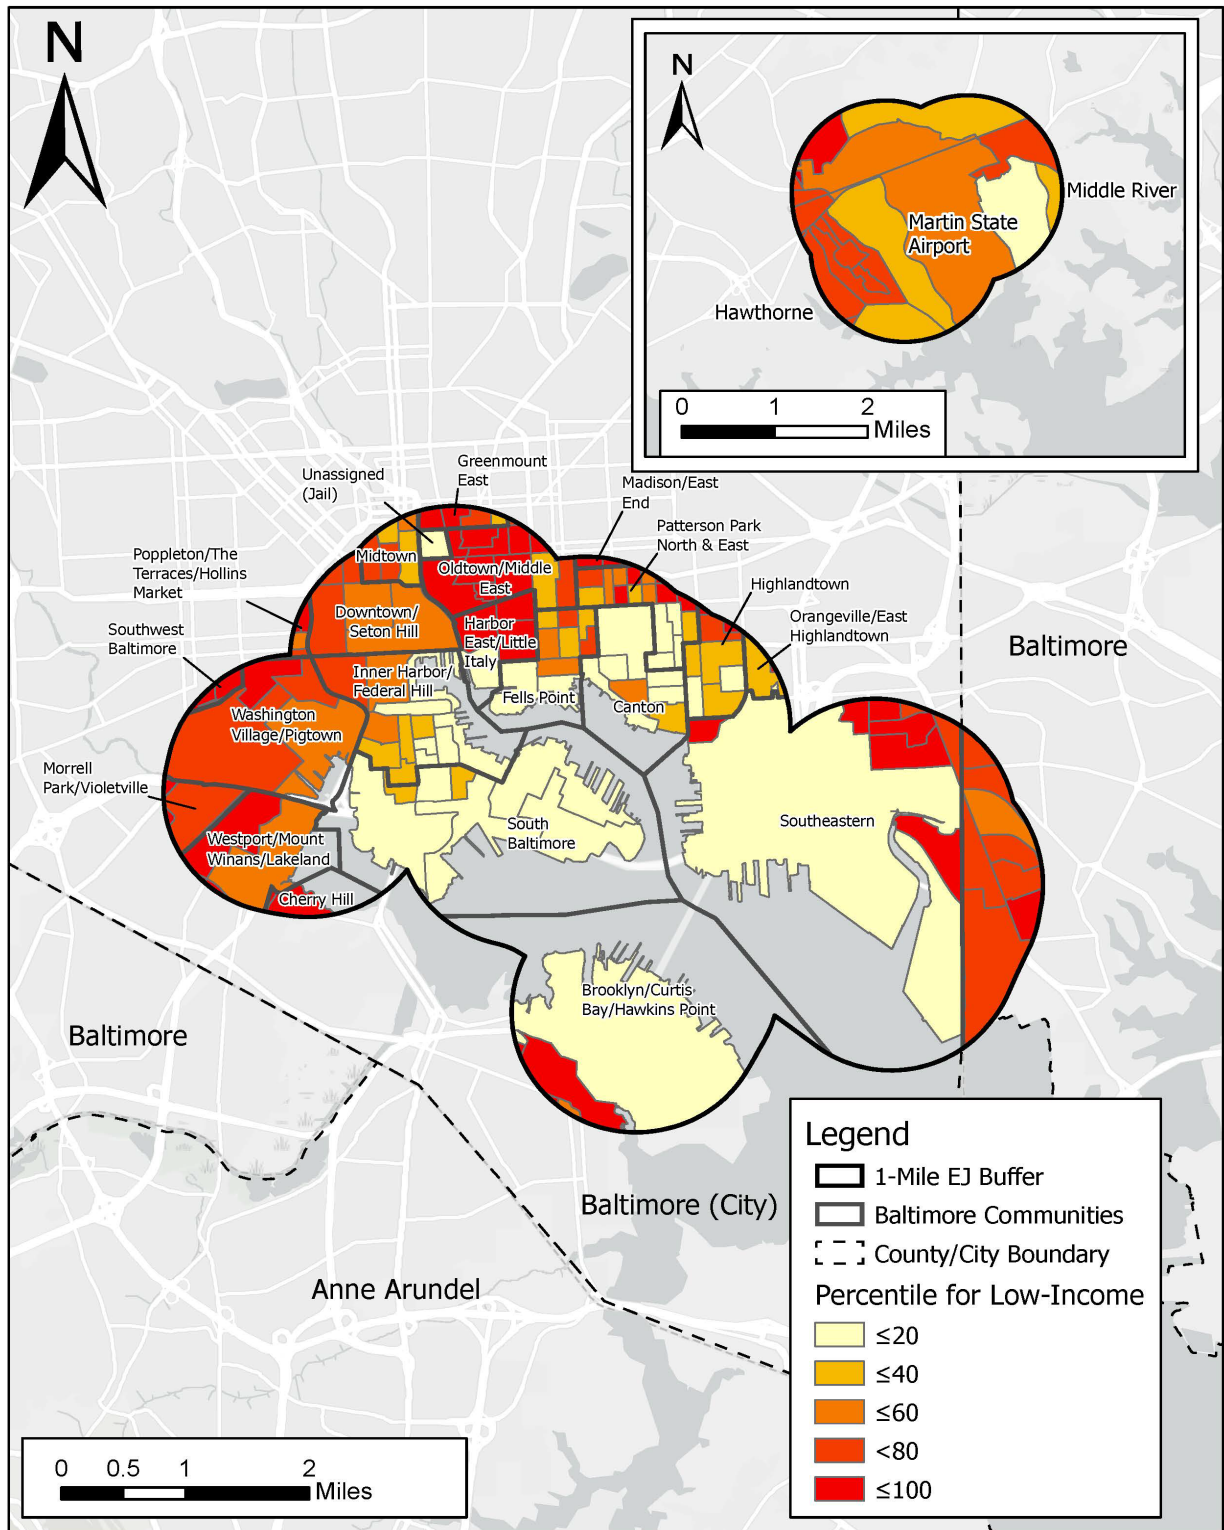 N
N
Middle River
Martin State
Airport
Hawthorne
0 1 2
Miles
Unassigned
(Jail)
Greenmount
East
Madison/East
End
Patterson Park
North & East
Poppleton/The
Terraces/Hollins
Market
Midtown
Oldtown/Middle
East
Highlandtown
Southwest
Baltimore
Downtown/
Seton Hill
Harbor
East/Little
Italy
Orangeville/East
Highlandtown
Baltimore
Inner Harbor/
Federal Hill
Fells Point
Canton
Washington
Village/Pigtown
Morrell
Park/Violetville
South
Baltimore
Southeastern
Westport/Mount
Winans/Lakeland
Cherry Hill
Brooklyn/Curtis
Bay/Hawkins Point
Baltimore
Baltimore (City)
Anne Arundel
Legend
1-Mile EJ Buffer
Baltimore Communities
County/City Boundary
Percentile for Low-Income
≤20
≤40
≤60
<80
≤100
0 0.5 1 2
Miles